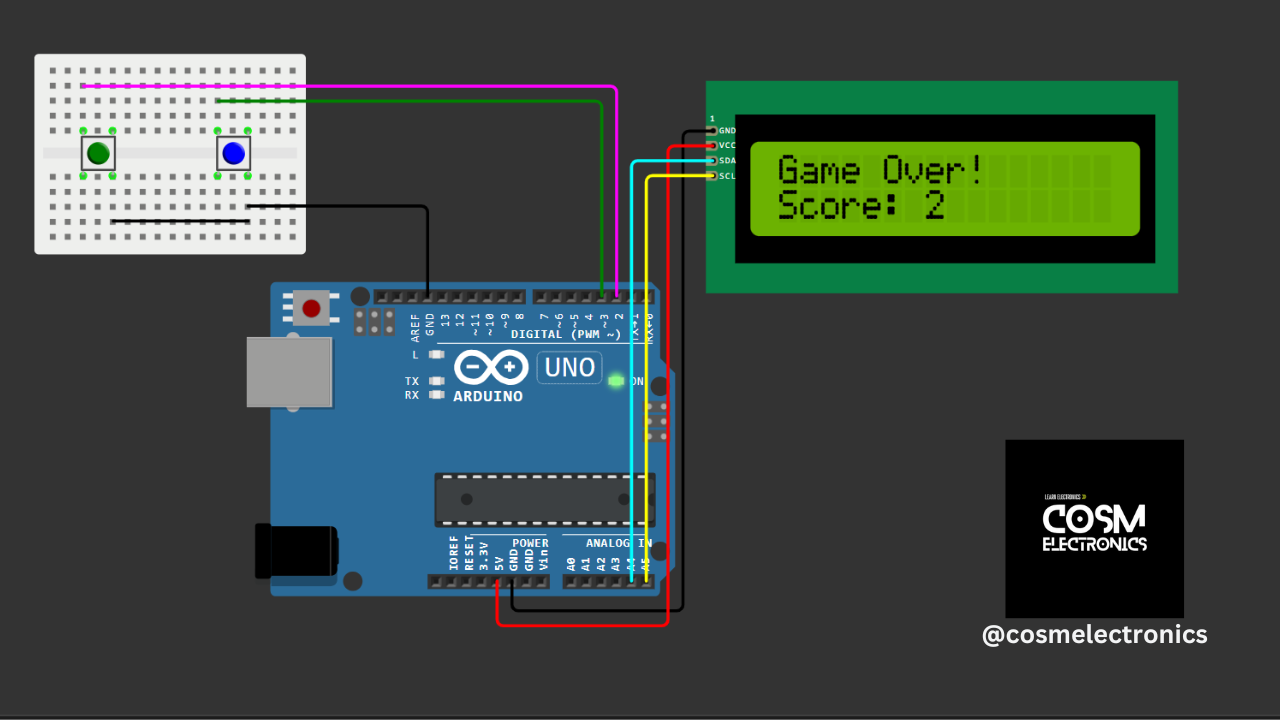 1
GND
VCC
SDA
SCL
Game Over!
Score: 2
AREF
GND
13
12
~11
~10
~9
8
7
~6
~5
4
~3
2
TX→1
RX←0
DIGITAL (PWM ~)
L
TX
RX
UNO
ON
ARDUINO
IOREF
RESET
3.3V
5V
GND
GND
Vin
POWER
ANALOG IN
A0
A1
A2
A3
A4
A5
LEARN ELECTRONICS
COSM
ELECTRONICS
@cosmelectronics